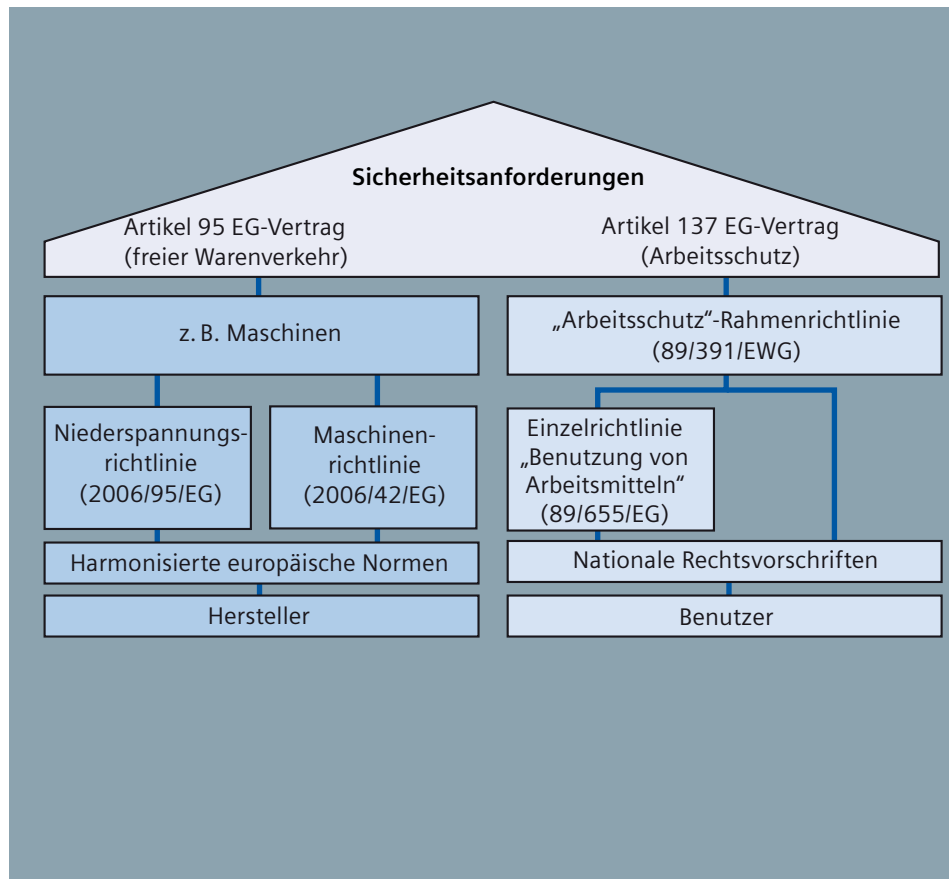 Sicherheitsanforderungen
Artikel 95 EG-Vertrag
(freier Warenverkehr)
Artikel 137 EG-Vertrag
(Arbeitsschutz)
z. B. Maschinen
„Arbeitsschutz“-Rahmenrichtlinie
(89/391/EWG)
Niederspannungs-
richtlinie
(2006/95/EG)
Maschinen-
richtlinie
(2006/42/EG)
Einzelrichtlinie
„Benutzung von
Arbeitsmitteln“
(89/655/EG)
Harmonisierte europäische Normen
Nationale Rechtsvorschriften
Hersteller
Benutzer